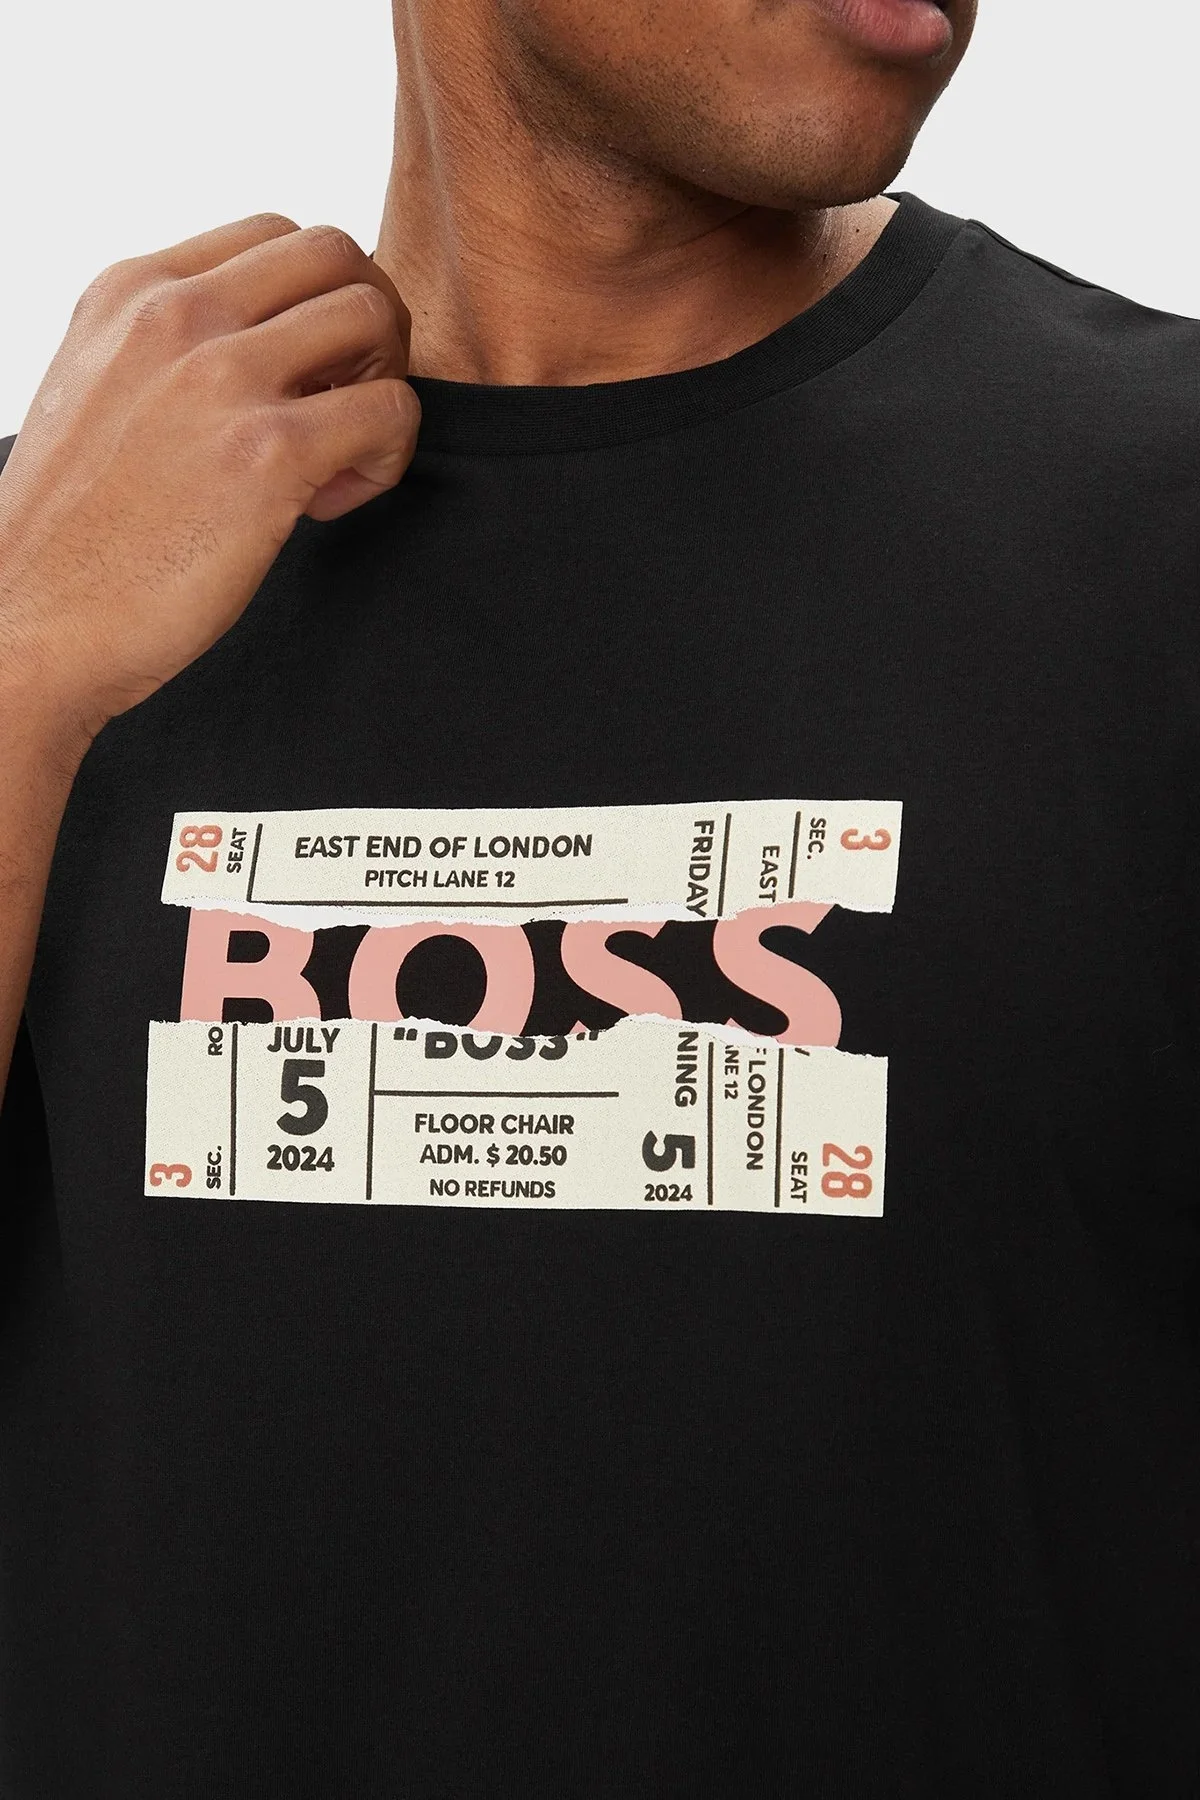 28
SEAT
EAST END OF LONDON
PITCH LANE 12
FRIDAY
EAST
SEC.
3
BOSS
RO
SEC.
3
JULY
5
2024
"BOSS"
FLOOR CHAIR
ADM. $ 20.50
NO REFUNDS
NING
5
2024
NE 12
F LONDON
SEAT
28